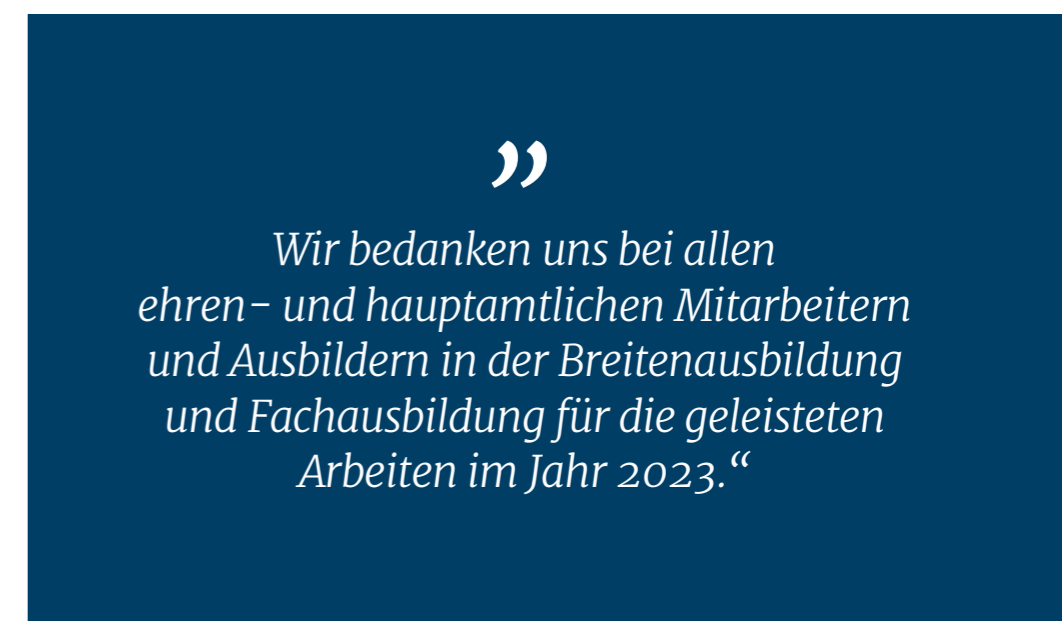 ”
Wir bedanken uns bei allen
ehren- und hauptamtlichen Mitarbeitern
und Ausbildern in der Breitenausbildung
und Fachausbildung für die geleisteten
Arbeiten im Jahr 2023.“